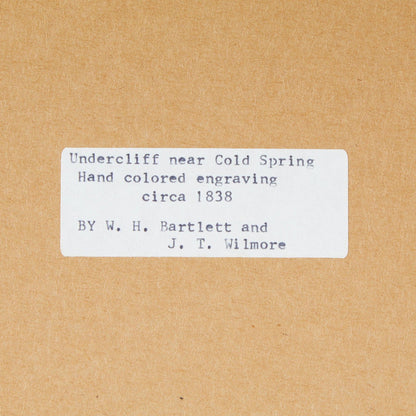 Undercliff near Cold Spring
Hand colored engraving
circa 1838
BY W. H. Bartlett and
J. T. Wilmore